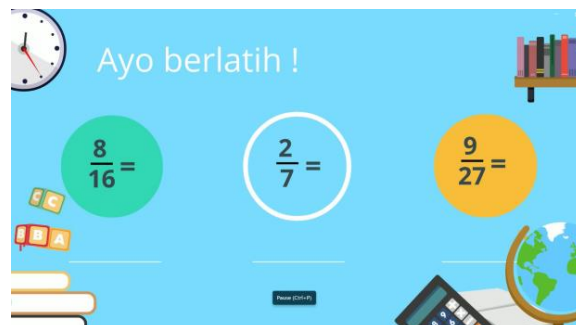 Ayo berlatih !
8/16 =
2/7 =
9/27 =
C C
B B A
Pause (Ctrl+P)